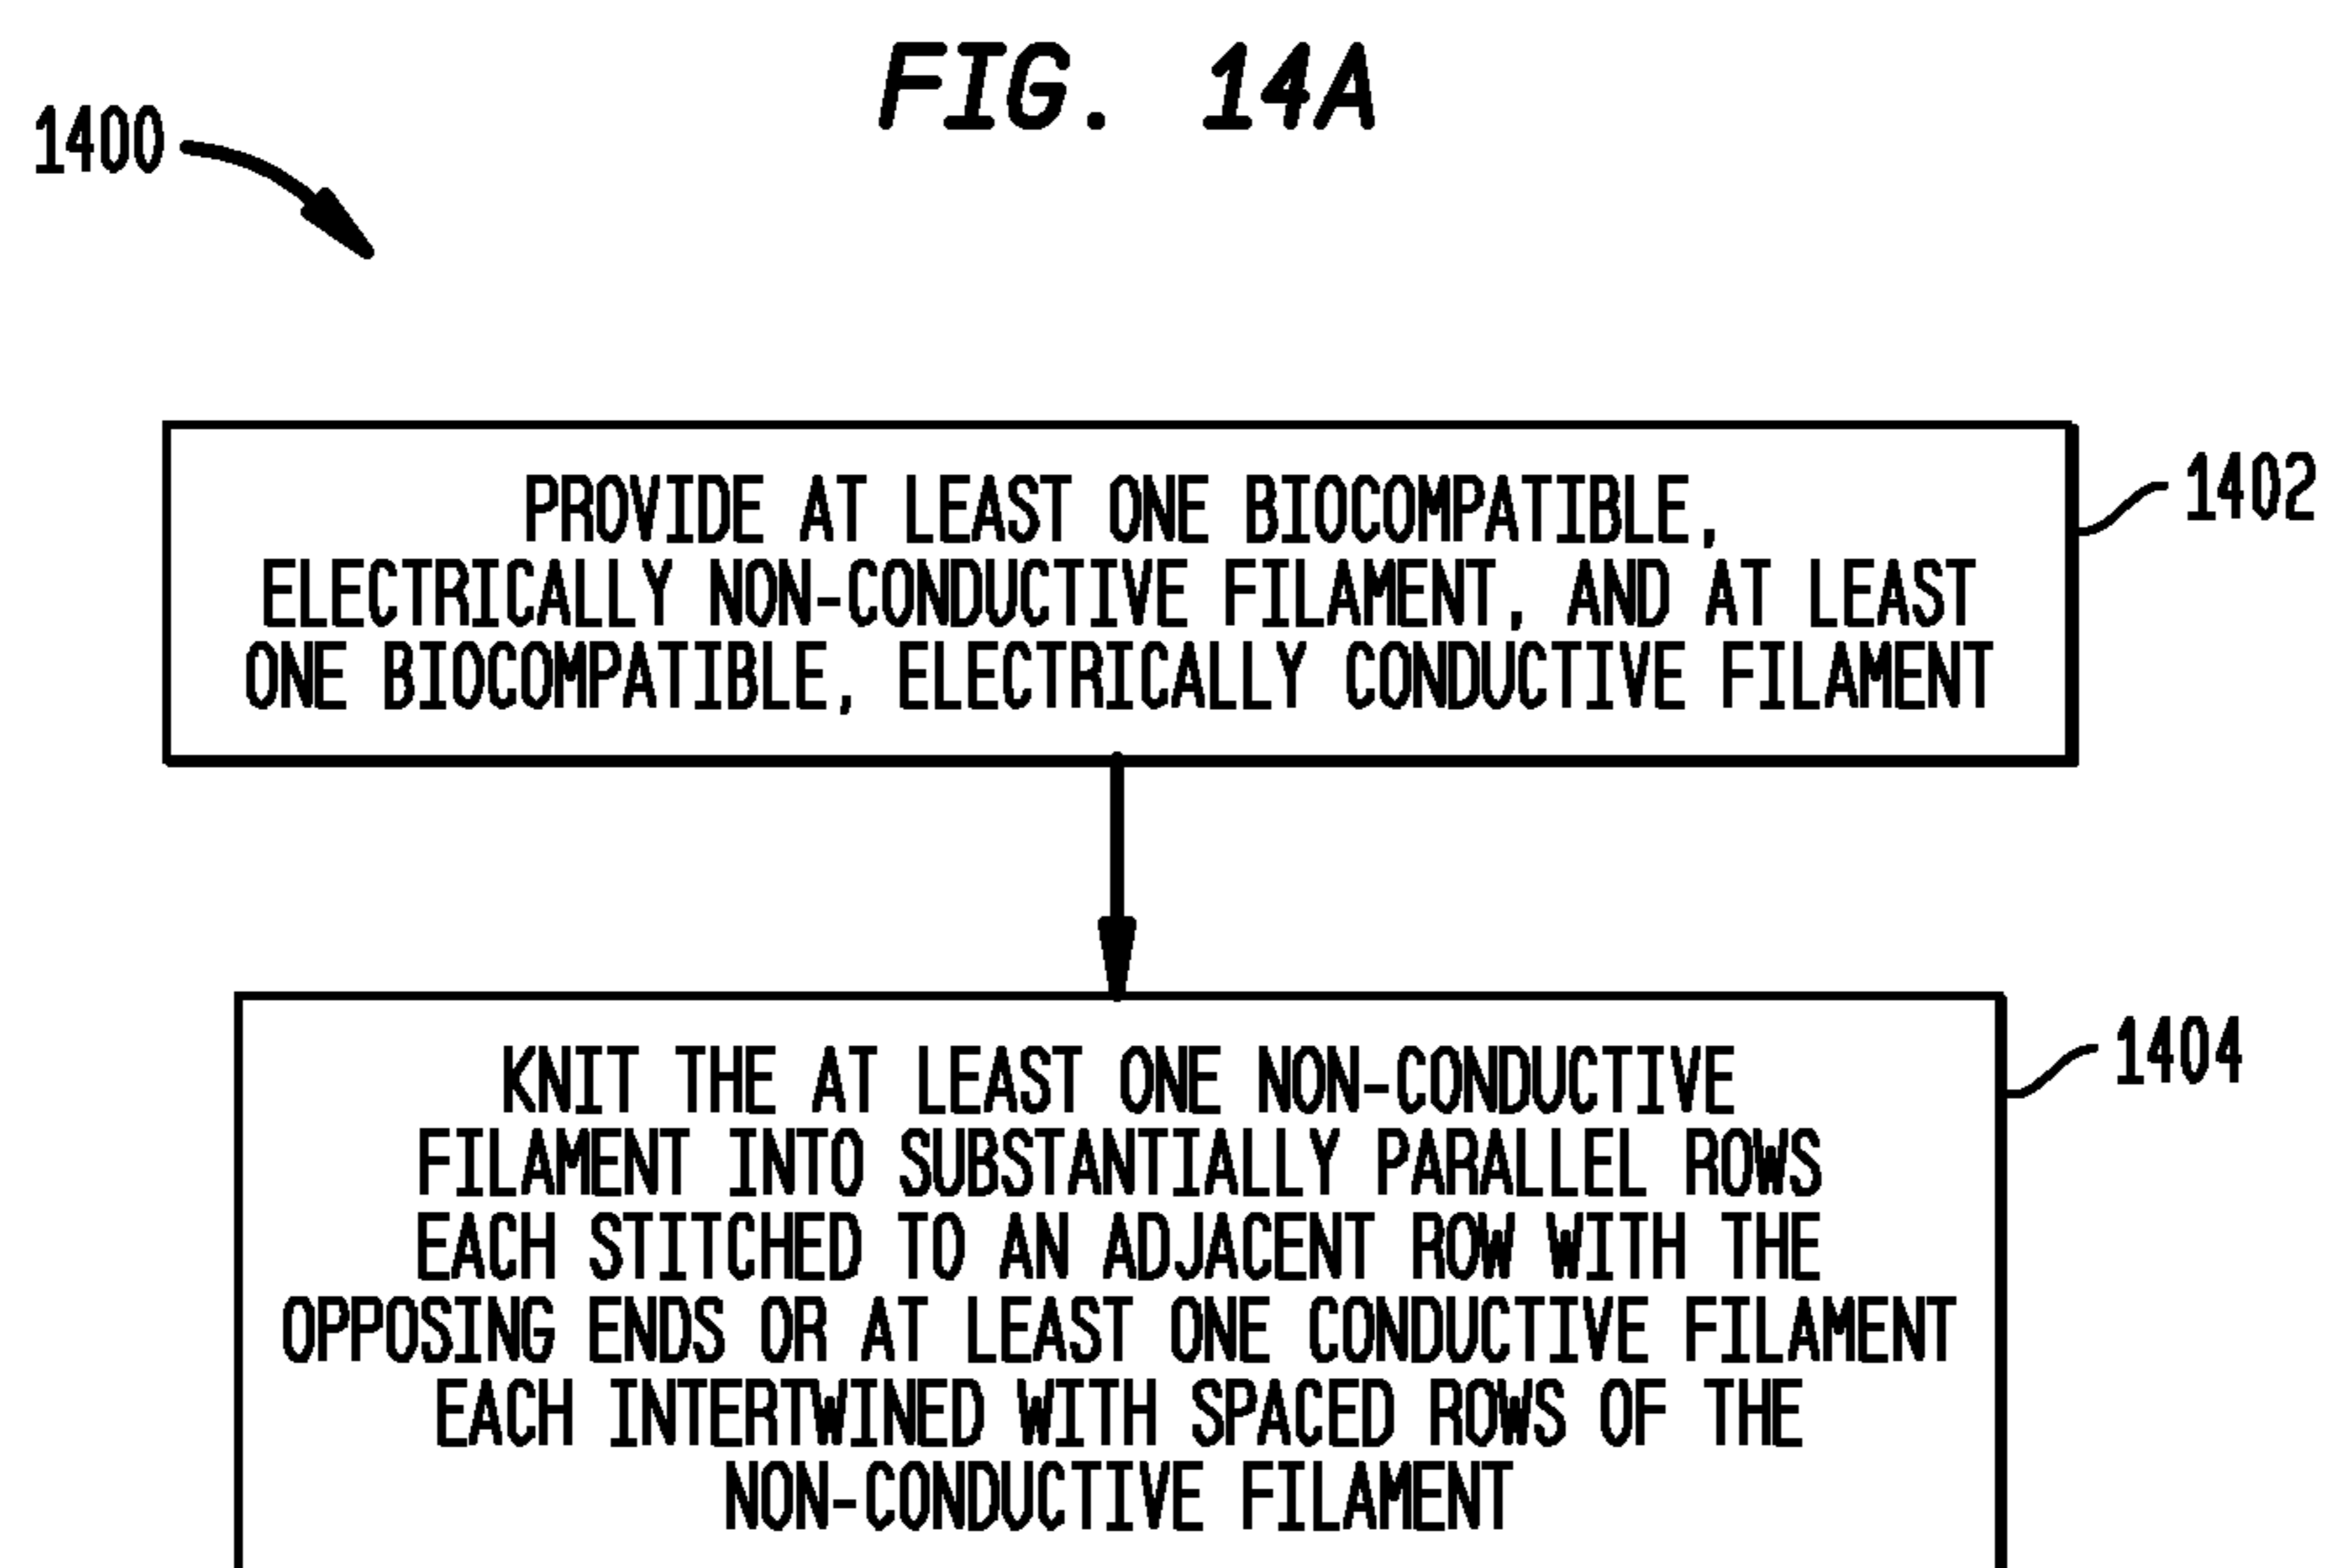 FIG. 14A
1400
PROVIDE AT LEAST ONE BIOCOMPATIBLE,
ELECTRICALLY NON-CONDUCTIVE FILAMENT, AND AT LEAST
ONE BIOCOMPATIBLE, ELECTRICALLY CONDUCTIVE FILAMENT
1402
KNIT THE AT LEAST ONE NON-CONDUCTIVE
FILAMENT INTO SUBSTANTIALLY PARALLEL ROWS
EACH STITCHED TO AN ADJACENT ROW WITH THE
OPPOSING ENDS OR AT LEAST ONE CONDUCTIVE FILAMENT
EACH INTERTWINED WITH SPACED ROWS OF THE
NON-CONDUCTIVE FILAMENT
1404